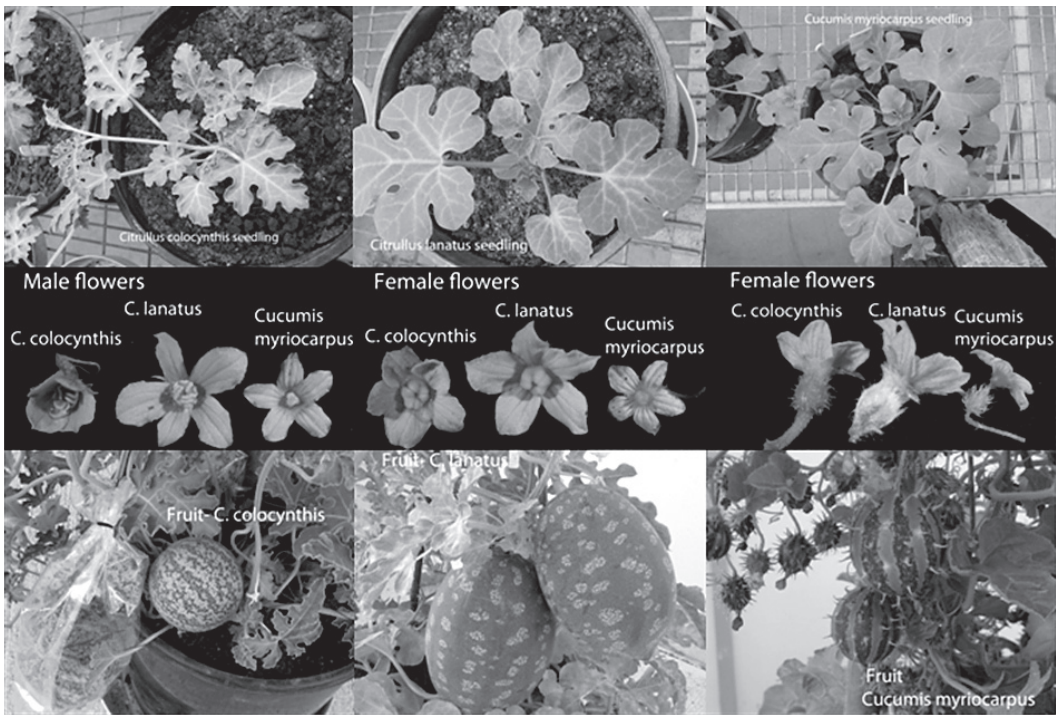 Citrullus colocynthis seedling
Citrullus lanatus seedling
Cucumis myriocarpus seedling
Male flowers
C. colocynthis
C. lanatus
Cucumis
myriocarpus
Female flowers
C. colocynthis
C. lanatus
Cucumis
myriocarpus
Female flowers
C. colocynthis
C. lanatus
Cucumis
myriocarpus
Fruit- C. colocynthis
Fruit- C. lanatus
Fruit
Cucumis myriocarpus